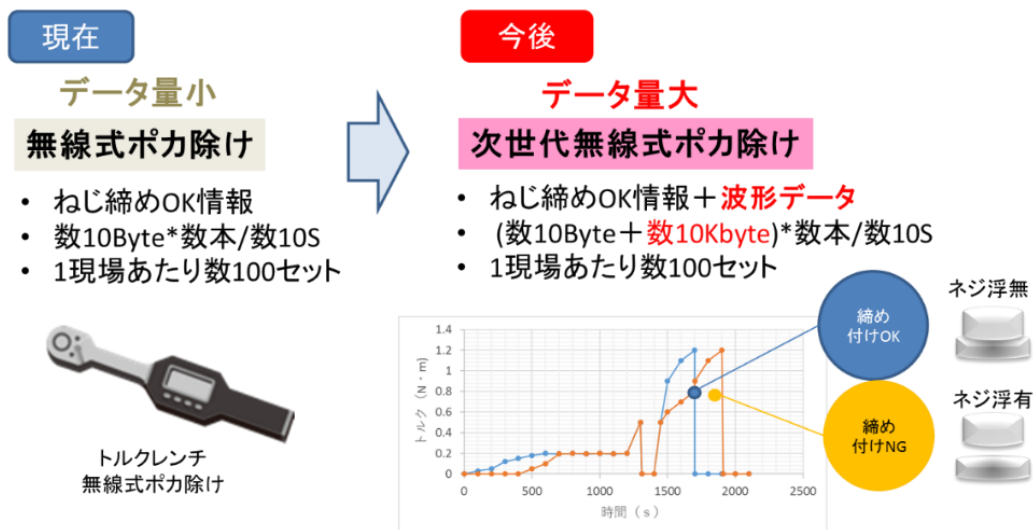 現在
データ量小
無線式ポカ除け
• ねじ締めOK情報
• 数10Byte*数本/数10S
• 1現場あたり数100セット
トルクレンチ
無線式ポカ除け
今後
データ量大
次世代無線式ポカ除け
• ねじ締めOK情報＋波形データ
• (数10Byte＋数10Kbyte)*数本/数10S
• 1現場あたり数100セット
トルク（N・m）
1.4
1.2
1
0.8
0.6
0.4
0.2
0
0 500 1000 1500 2000 2500
時間（s）
締め
付けOK
ネジ浮無
締め
付けNG
ネジ浮有